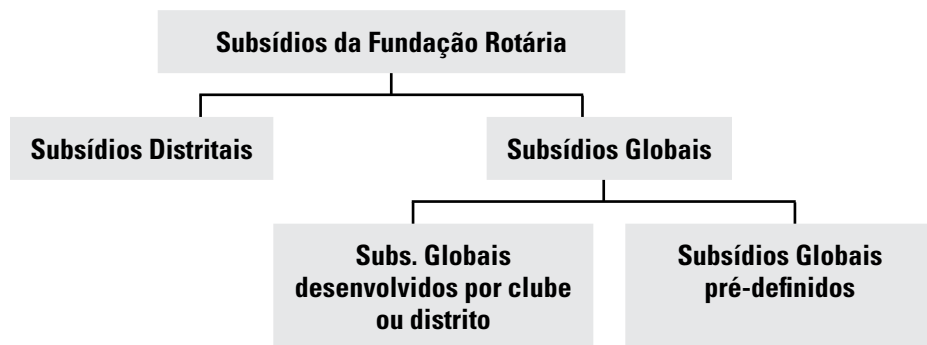 Subsídios da Fundação Rotária
Subsídios Distritais
Subsídios Globais
Subs. Globais
desenvolvidos por clube
ou distrito
Subsídios Globais
pré-definidos